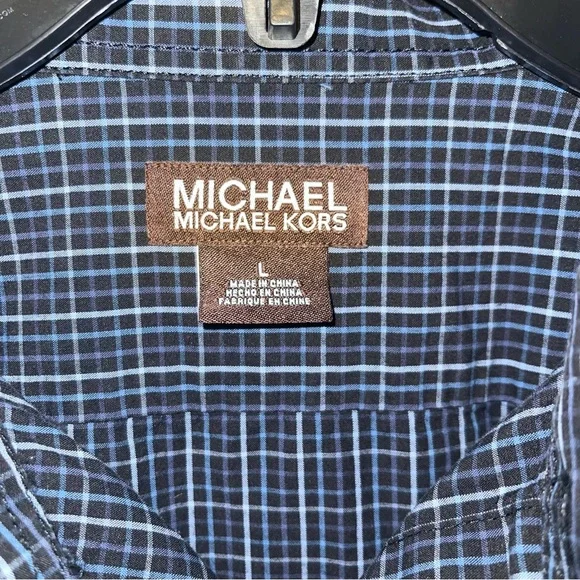 MICHAEL
MICHAEL KORS
L
MADE IN CHINA
HECHO EN CHINA
FABRIQUE EN CHINE